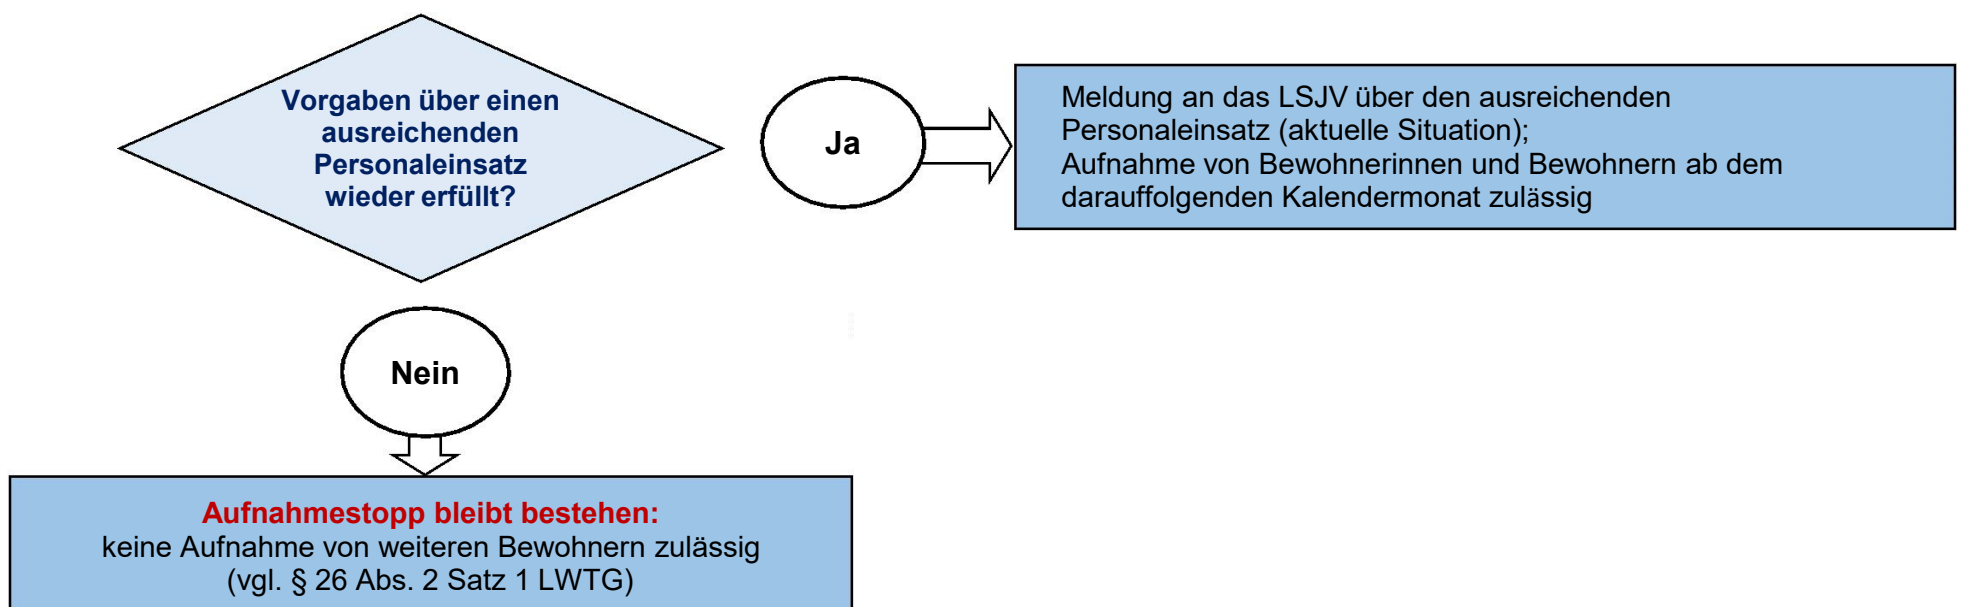 Vorgaben über einen
ausreichenden
Personaleinsatz
wieder erfüllt?
Ja
Meldung an das LSJV über den ausreichenden
Personaleinsatz (aktuelle Situation);
Aufnahme von Bewohnerinnen und Bewohnern ab dem
darauffolgenden Kalendermonat zulässig
Nein
Aufnahmestopp bleibt bestehen:
keine Aufnahme von weiteren Bewohnern zulässig
(vgl. § 26 Abs. 2 Satz 1 LWTG)